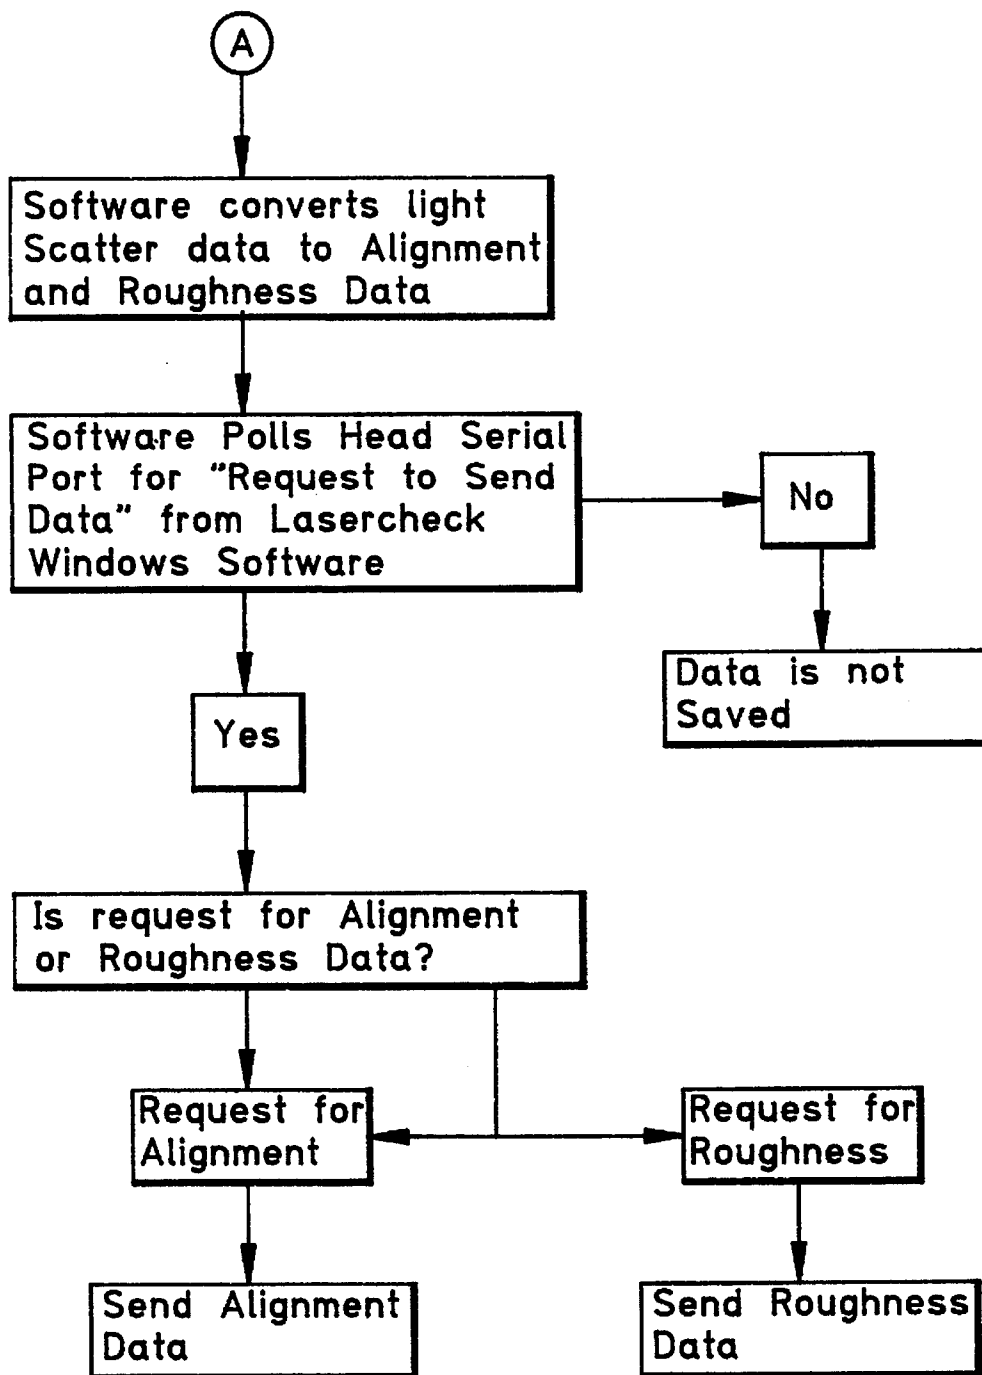 A
Software converts light
Scatter data to Alignment
and Roughness Data
Software Polls Head Serial
Port for "Request to Send
Data" from Lasercheck
Windows Software
No
Data is not
Saved
Yes
Is request for Alignment
or Roughness Data?
Request for
Alignment
Request for
Roughness
Send Alignment
Data
Send Roughness
Data